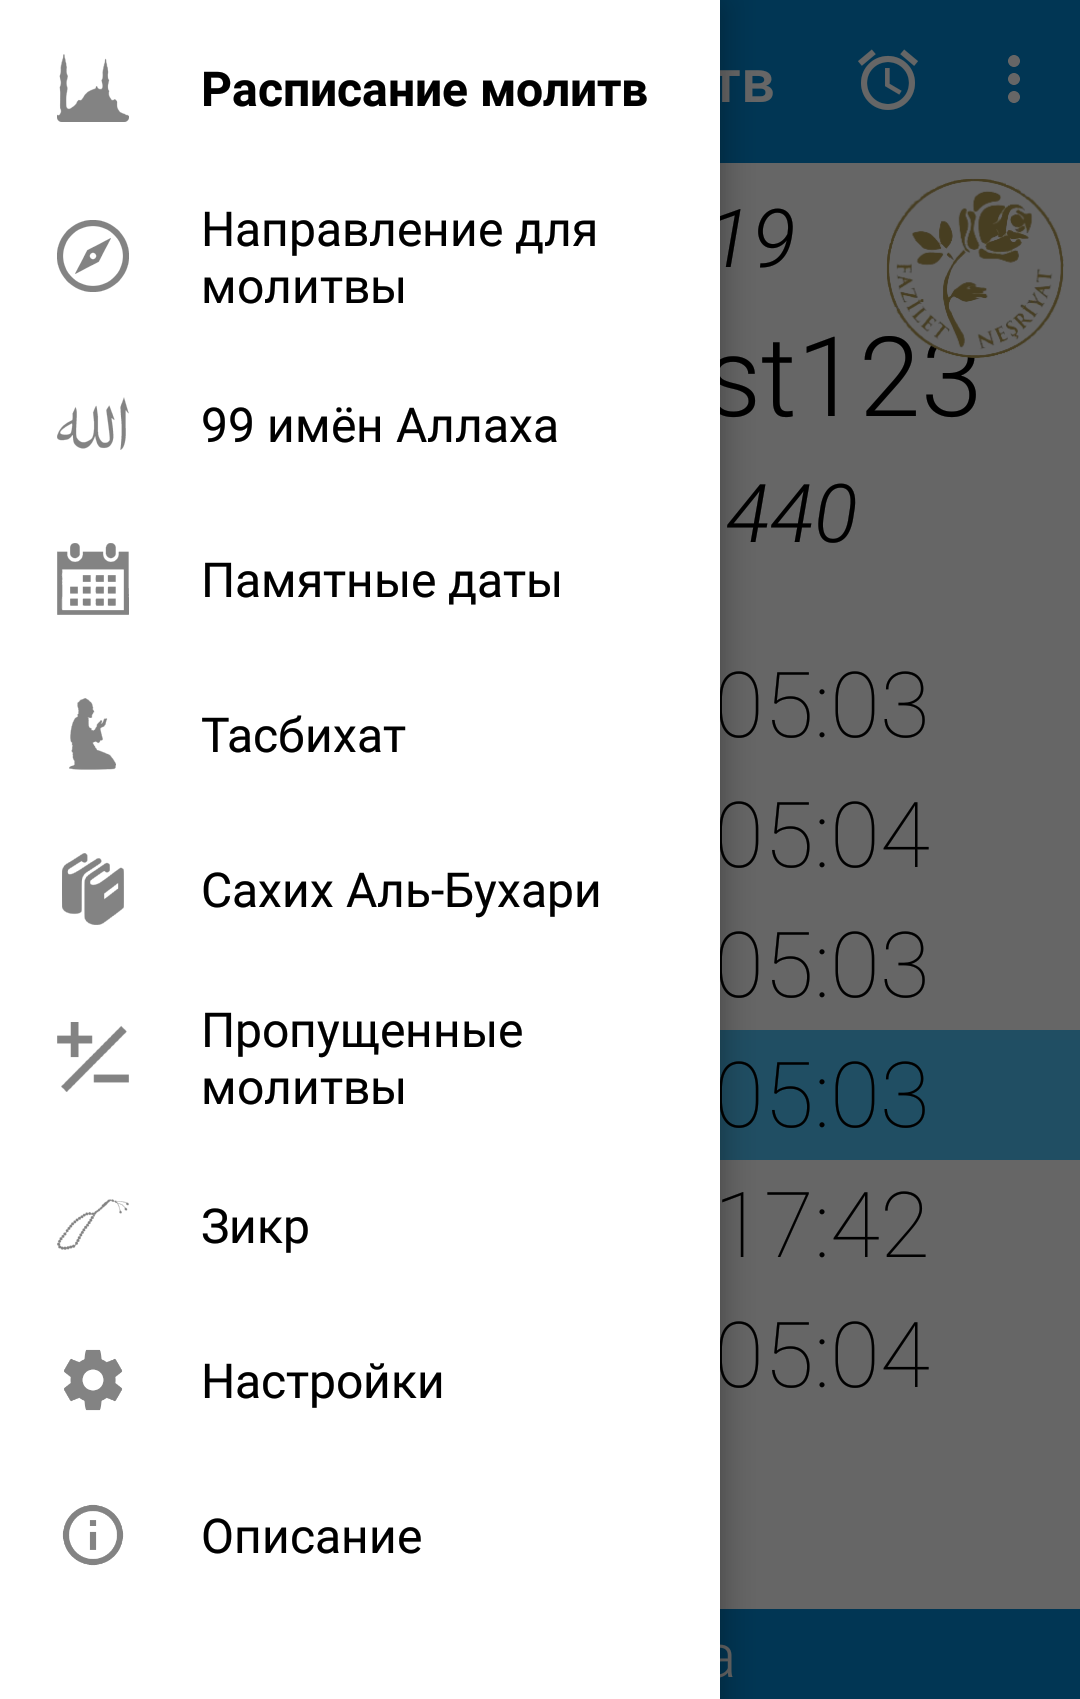 Расписание молитв
Направление для
молитвы
99 имён Аллаха
Памятные даты
Тасбихат
Сахих Аль-Бухари
Пропущенные
молитвы
Зикр
Настройки
Описание
тв
19
FAZİLET NEŞRİYAT
st123
440
05:03
05:04
05:03
05:03
17:42
05:04
а